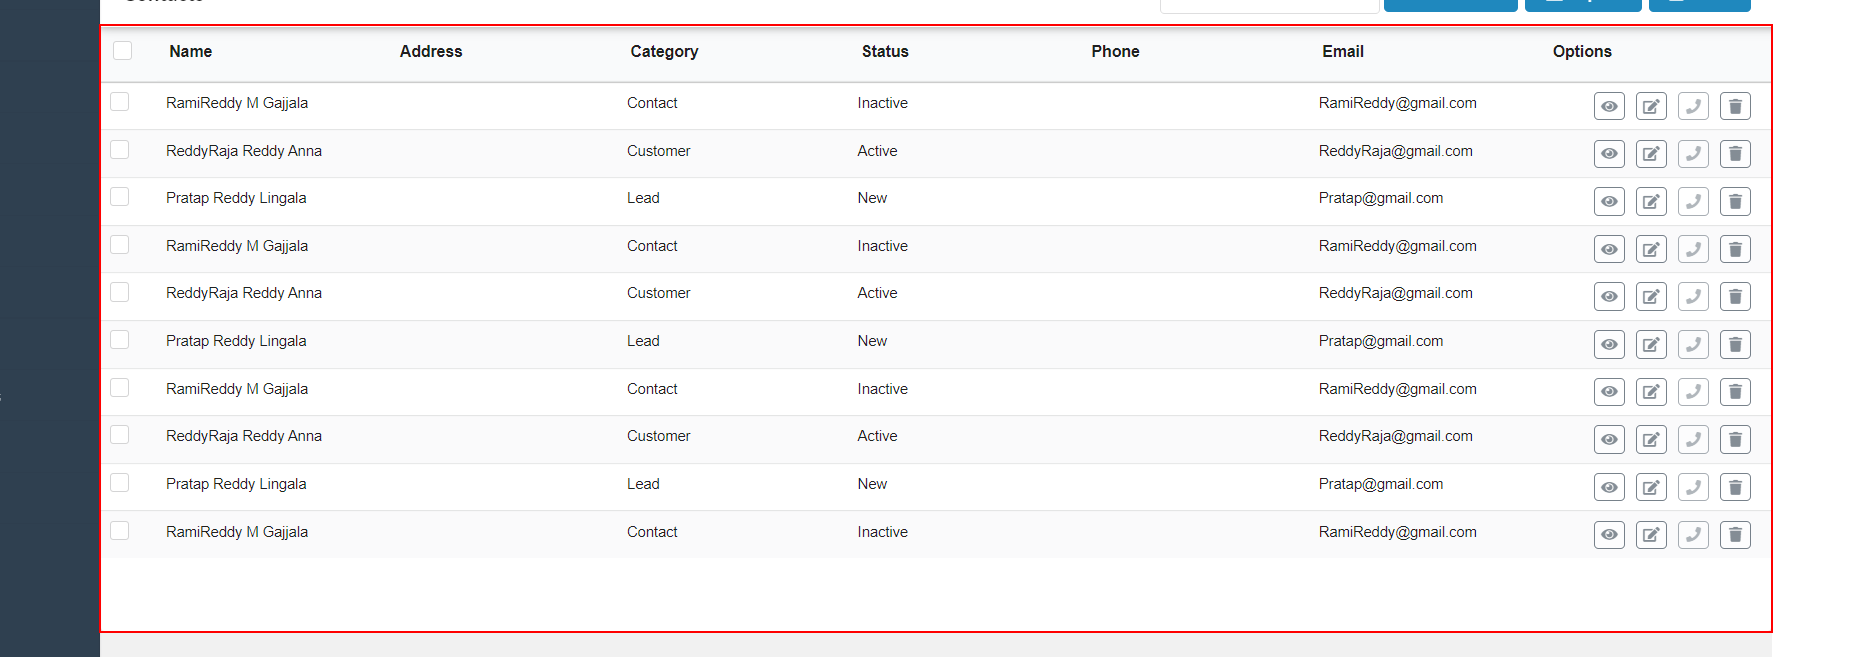 Contacts
Name Address Category Status Phone Email Options
RamiReddy M Gajjala Contact Inactive RamiReddy@gmail.com
ReddyRaja Reddy Anna Customer Active ReddyRaja@gmail.com
Pratap Reddy Lingala Lead New Pratap@gmail.com
RamiReddy M Gajjala Contact Inactive RamiReddy@gmail.com
ReddyRaja Reddy Anna Customer Active ReddyRaja@gmail.com
Pratap Reddy Lingala Lead New Pratap@gmail.com
RamiReddy M Gajjala Contact Inactive RamiReddy@gmail.com
ReddyRaja Reddy Anna Customer Active ReddyRaja@gmail.com
Pratap Reddy Lingala Lead New Pratap@gmail.com
RamiReddy M Gajjala Contact Inactive RamiReddy@gmail.com